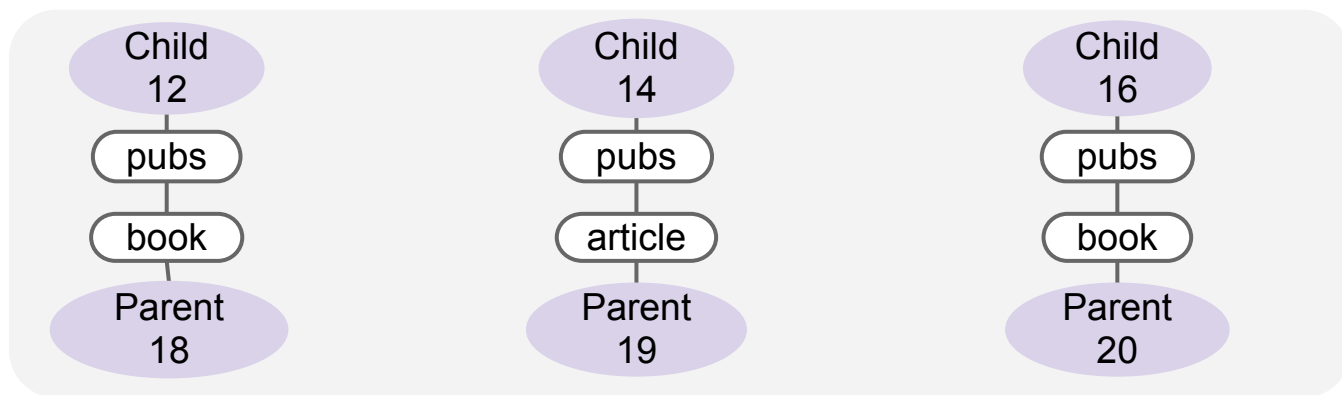 Child
12
pubs
book
Parent
18
Child
14
pubs
article
Parent
19
Child
16
pubs
book
Parent
20